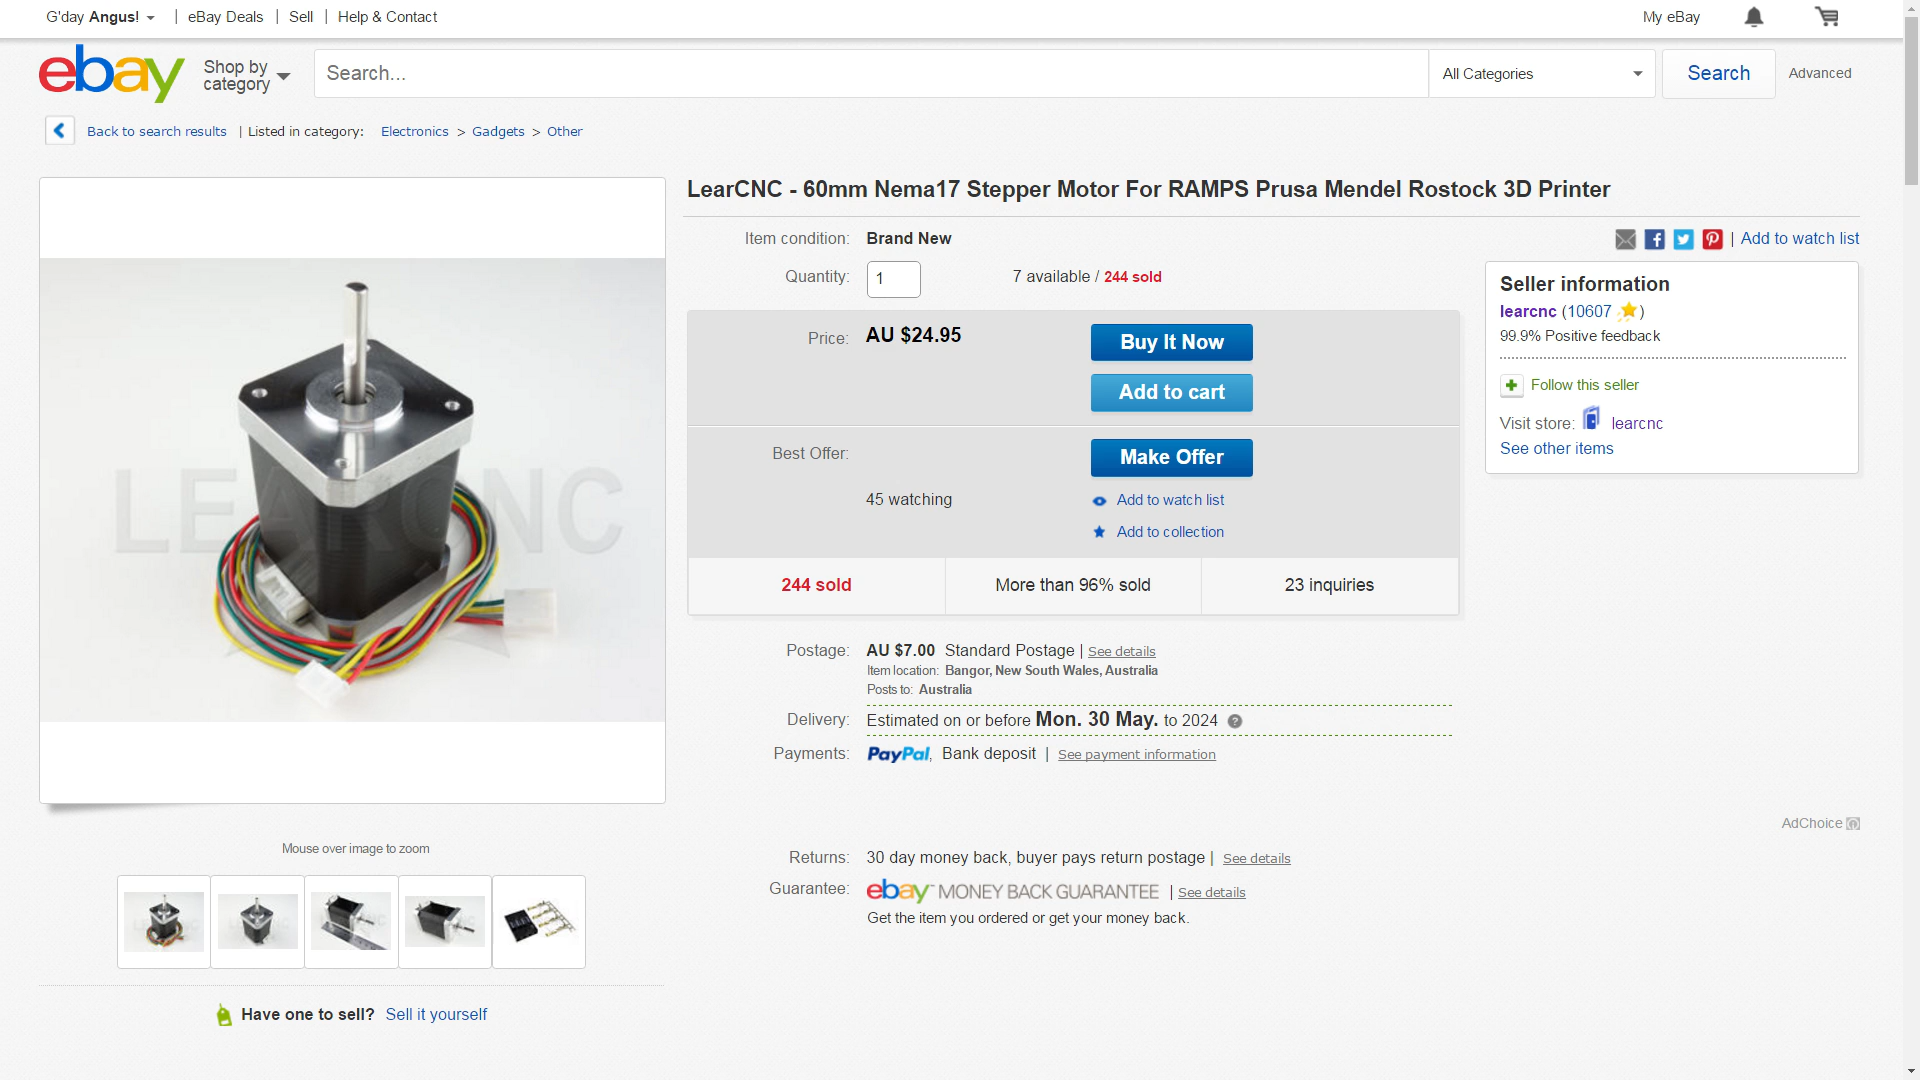 G'day Angus! | eBay Deals | Sell | Help & Contact
My eBay
ebay
Shop by category
Search...
All Categories
Search
Advanced
Back to search results | Listed in category: Electronics > Gadgets > Other
LearCNC - 60mm Nema17 Stepper Motor For RAMPS Prusa Mendel Rostock 3D Printer
Item condition: Brand New
| Add to watch list
Quantity: 1 7 available / 244 sold
Price: AU $24.95
Buy It Now
Add to cart
Best Offer:
Make Offer
45 watching
Add to watch list
Add to collection
244 sold
More than 96% sold
23 inquiries
Seller information
learcnc (10607)
99.9% Positive feedback
Follow this seller
Visit store: learcnc
See other items
LEARCNC
Postage: AU $7.00 Standard Postage | See details
Item location: Bangor, New South Wales, Australia
Posts to: Australia
Delivery: Estimated on or before Mon. 30 May. to 2024 ?
Payments: PayPal, Bank deposit | See payment information
AdChoice
Mouse over image to zoom
Returns: 30 day money back, buyer pays return postage | See details
Guarantee: ebay MONEY BACK GUARANTEE | See details
Get the item you ordered or get your money back.
Have one to sell? Sell it yourself